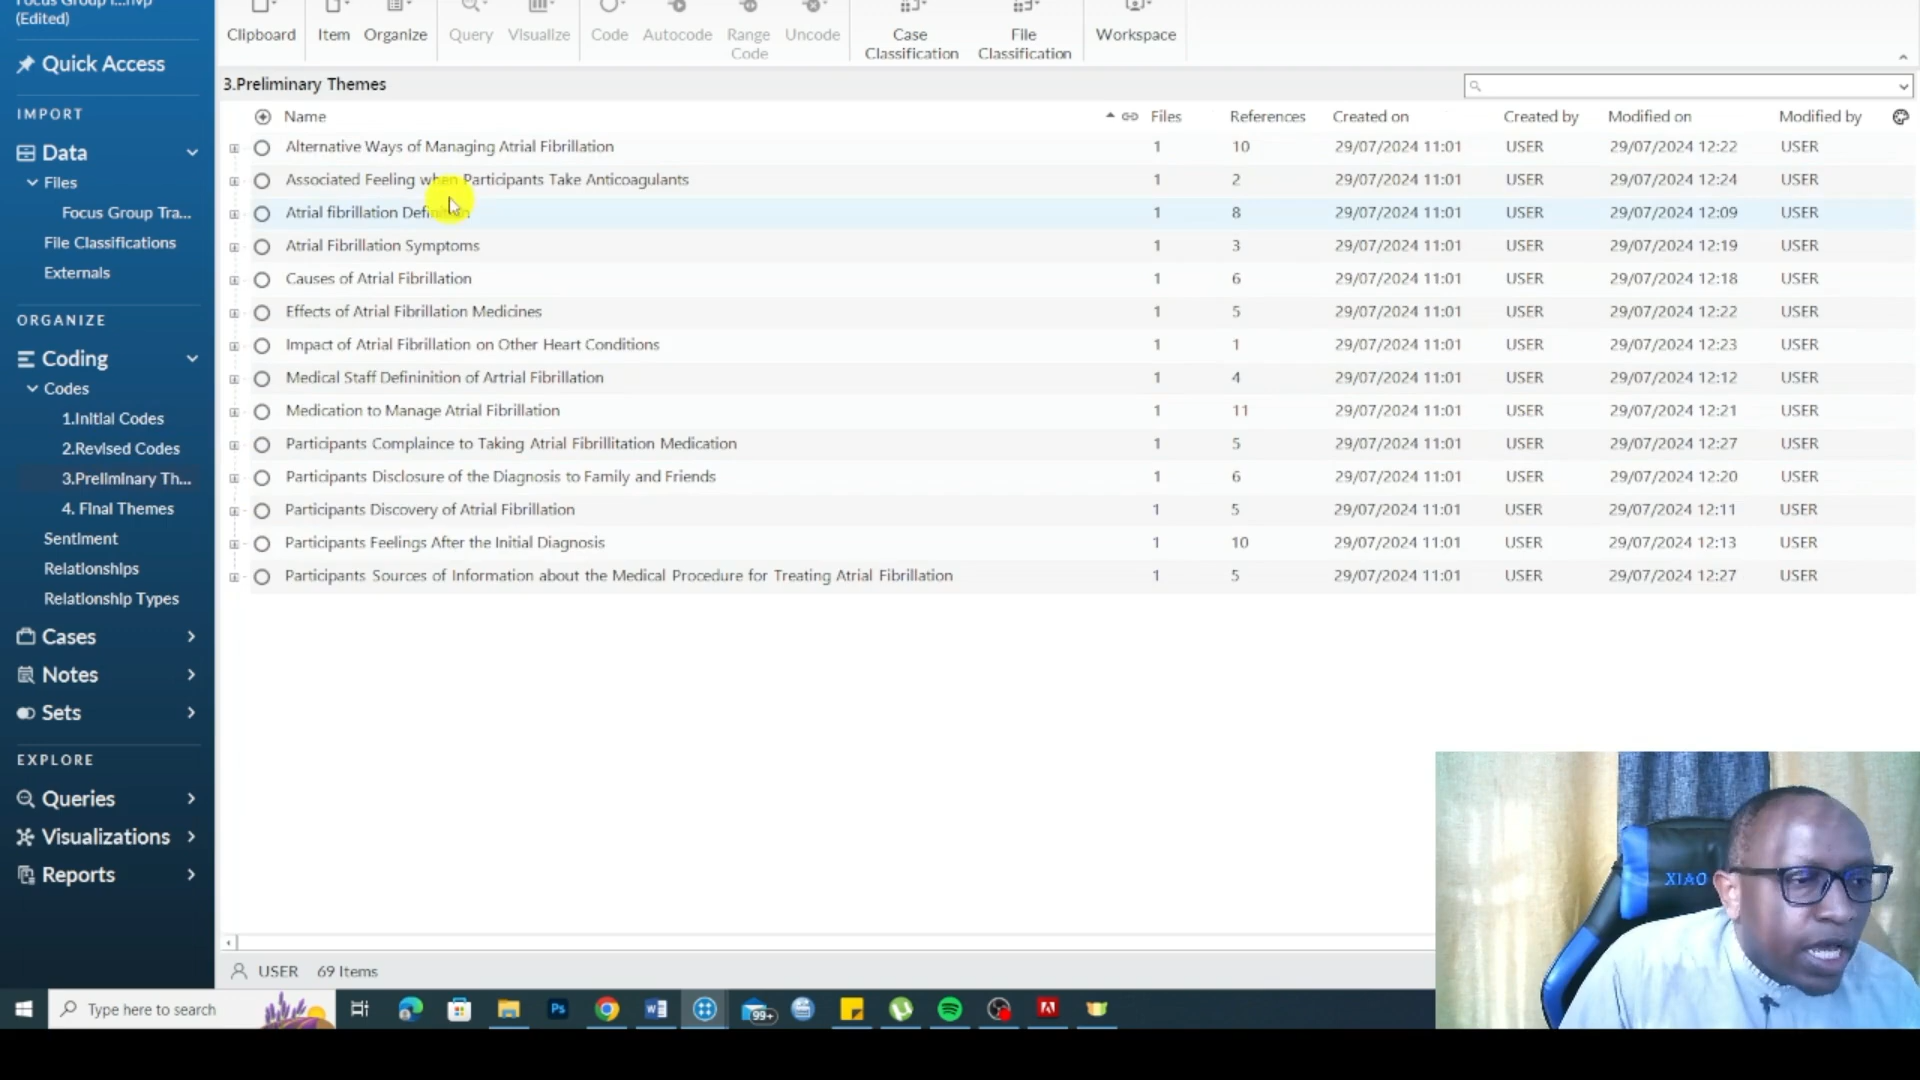 Focus Group I...nvp
(Edited)
Quick Access
IMPORT
Data
Files
Focus Group Tra...
File Classifications
Externals
ORGANIZE
Coding
Codes
1.Initial Codes
2.Revised Codes
3.Preliminary Th...
4. Final Themes
Sentiment
Relationships
Relationship Types
Cases
Notes
Sets
EXPLORE
Queries
Visualizations
Reports
Clipboard Item Organize Query Visualize Code Autocode Range Code Uncode Case Classification File Classification Workspace
3.Preliminary Themes
Name Files References Created on Created by Modified on Modified by
Alternative Ways of Managing Atrial Fibrillation 1 10 29/07/2024 11:01 USER 29/07/2024 12:22 USER
Associated Feeling when Participants Take Anticoagulants 1 2 29/07/2024 11:01 USER 29/07/2024 12:24 USER
Atrial fibrillation Definition 1 8 29/07/2024 11:01 USER 29/07/2024 12:09 USER
Atrial Fibrillation Symptoms 1 3 29/07/2024 11:01 USER 29/07/2024 12:19 USER
Causes of Atrial Fibrillation 1 6 29/07/2024 11:01 USER 29/07/2024 12:18 USER
Effects of Atrial Fibrillation Medicines 1 5 29/07/2024 11:01 USER 29/07/2024 12:22 USER
Impact of Atrial Fibrillation on Other Heart Conditions 1 1 29/07/2024 11:01 USER 29/07/2024 12:23 USER
Medical Staff Defininition of Artrial Fibrillation 1 4 29/07/2024 11:01 USER 29/07/2024 12:12 USER
Medication to Manage Atrial Fibrillation 1 11 29/07/2024 11:01 USER 29/07/2024 12:21 USER
Participants Complaince to Taking Atrial Fibrillitation Medication 1 5 29/07/2024 11:01 USER 29/07/2024 12:27 USER
Participants Disclosure of the Diagnosis to Family and Friends 1 6 29/07/2024 11:01 USER 29/07/2024 12:20 USER
Participants Discovery of Atrial Fibrillation 1 5 29/07/2024 11:01 USER 29/07/2024 12:11 USER
Participants Feelings After the Initial Diagnosis 1 10 29/07/2024 11:01 USER 29/07/2024 12:13 USER
Participants Sources of Information about the Medical Procedure for Treating Atrial Fibrillation 1 5 29/07/2024 11:01 USER 29/07/2024 12:27 USER
XIAO
USER 69 Items
Type here to search
Ps
99+